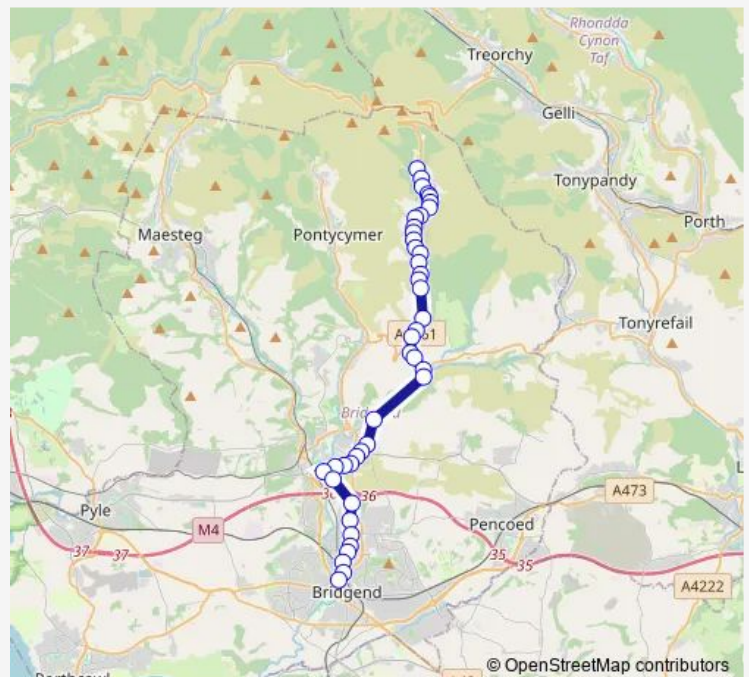 Rhondda
Cynon
Taf
Treorchy
Gelli
Tonypandy
Porth
Maesteg
Pontycymer
Tonyrefail
Pyle
M4
36
A473
Pencoed
37
37
35
35
A4222
Bridgend
© OpenStreetMap contributors